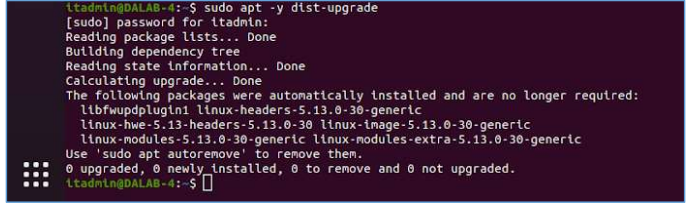 itadmin@DALAB-4:~$ sudo apt -y dist-upgrade
[sudo] password for itadmin:
Reading package lists... Done
Building dependency tree
Reading state information... Done
Calculating upgrade... Done
The following packages were automatically installed and are no longer required:
  libfwupdplugin1 linux-headers-5.13.0-30-generic
  linux-hwe-5.13-headers-5.13.0-30 linux-image-5.13.0-30-generic
  linux-modules-5.13.0-30-generic linux-modules-extra-5.13.0-30-generic
Use 'sudo apt autoremove' to remove them.
0 upgraded, 0 newly installed, 0 to remove and 0 not upgraded.
itadmin@DALAB-4:~$